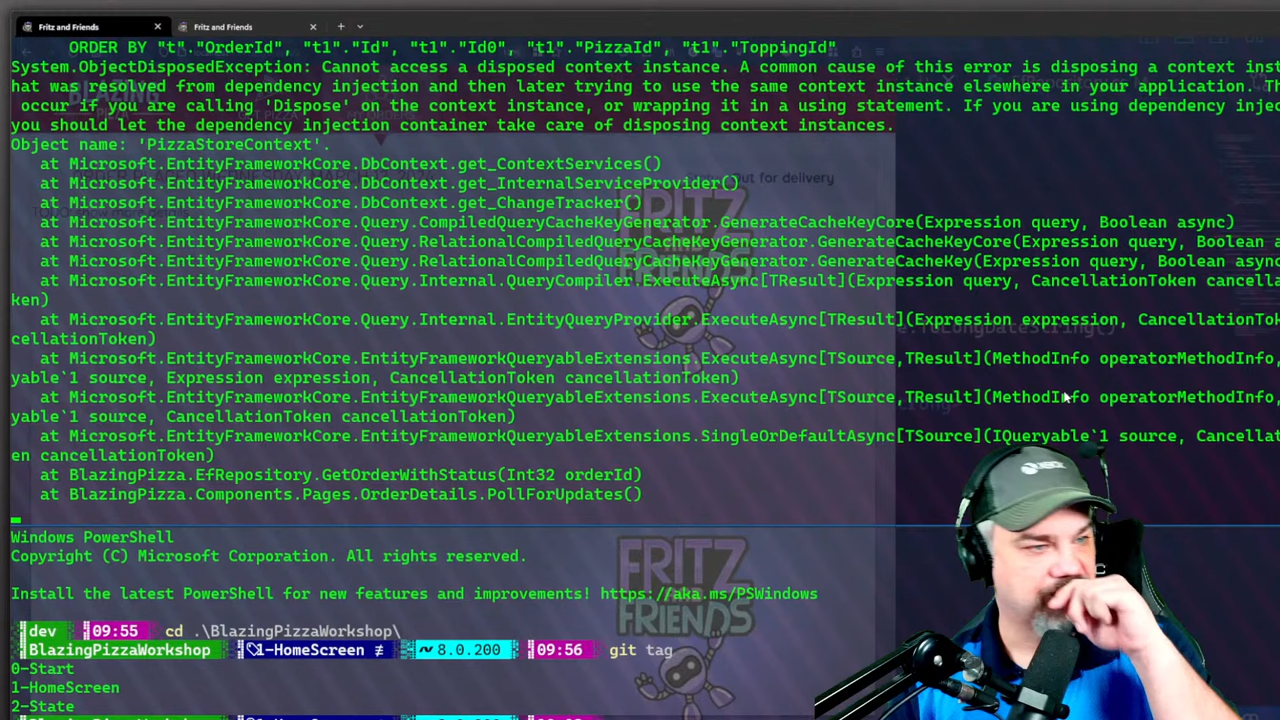 Fritz and Friends
Fritz and Friends
ORDER BY "t"."OrderId", "t1"."Id", "t1"."Id0", "t1"."PizzaId", "t1"."ToppingId"
System.ObjectDisposedException: Cannot access a disposed context instance. A common cause of this error is disposing a context inst
hat was resolved from dependency injection and then later trying to use the same context instance elsewhere in your application. Th
occur if you are calling 'Dispose' on the context instance, or wrapping it in a using statement. If you are using dependency injec
you should let the dependency injection container take care of disposing context instances.
Object name: 'PizzaStoreContext'.
at Microsoft.EntityFrameworkCore.DbContext.get_ContextServices()
at Microsoft.EntityFrameworkCore.DbContext.get_InternalServiceProvider()
at Microsoft.EntityFrameworkCore.DbContext.get_ChangeTracker()
at Microsoft.EntityFrameworkCore.Query.CompiledQueryCacheKeyGenerator.GenerateCacheKeyCore(Expression query, Boolean async)
at Microsoft.EntityFrameworkCore.Query.RelationalCompiledQueryCacheKeyGenerator.GenerateCacheKeyCore(Expression query, Boolean a
at Microsoft.EntityFrameworkCore.Query.RelationalCompiledQueryCacheKeyGenerator.GenerateCacheKey(Expression query, Boolean async
at Microsoft.EntityFrameworkCore.Query.Internal.QueryCompiler.ExecuteAsync[TResult](Expression query, CancellationToken cancella
ken)
at Microsoft.EntityFrameworkCore.Query.Internal.EntityQueryProvider.ExecuteAsync[TResult](Expression expression, CancellationTok
cellationToken)
at Microsoft.EntityFrameworkCore.EntityFrameworkQueryableExtensions.ExecuteAsync[TSource,TResult](MethodInfo operatorMethodInfo,
yable`1 source, Expression expression, CancellationToken cancellationToken)
at Microsoft.EntityFrameworkCore.EntityFrameworkQueryableExtensions.ExecuteAsync[TSource,TResult](MethodInfo operatorMethodInfo,
yable`1 source, CancellationToken cancellationToken)
at Microsoft.EntityFrameworkCore.EntityFrameworkQueryableExtensions.SingleOrDefaultAsync[TSource](IQueryable`1 source, Cancellat
en cancellationToken)
at BlazingPizza.EfRepository.GetOrderWithStatus(Int32 orderId)
at BlazingPizza.Components.Pages.OrderDetails.PollForUpdates()
Out for delivery
FRITZ
FRIENDS
Windows PowerShell
Copyright (C) Microsoft Corporation. All rights reserved.
Install the latest PowerShell for new features and improvements! https://aka.ms/PSWindows
FRITZ
FRIENDS
dev 09:55 cd .\BlazingPizzaWorkshop\
BlazingPizzaWorkshop 1-HomeScreen ≢ 8.0.200 09:56 git tag
0-Start
1-HomeScreen
2-State